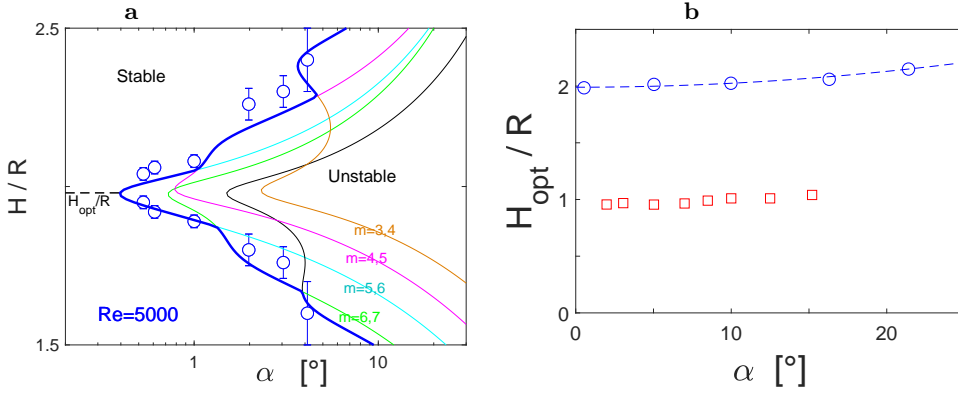 a
b
2.5
Stable
Unstable
H / R
H_opt/R
m=3,4
m=4,5
m=5,6
m=6,7
Re=5000
1.5
1
10
α [°]
H_opt / R
2
1
0
0
10
20
α [°]